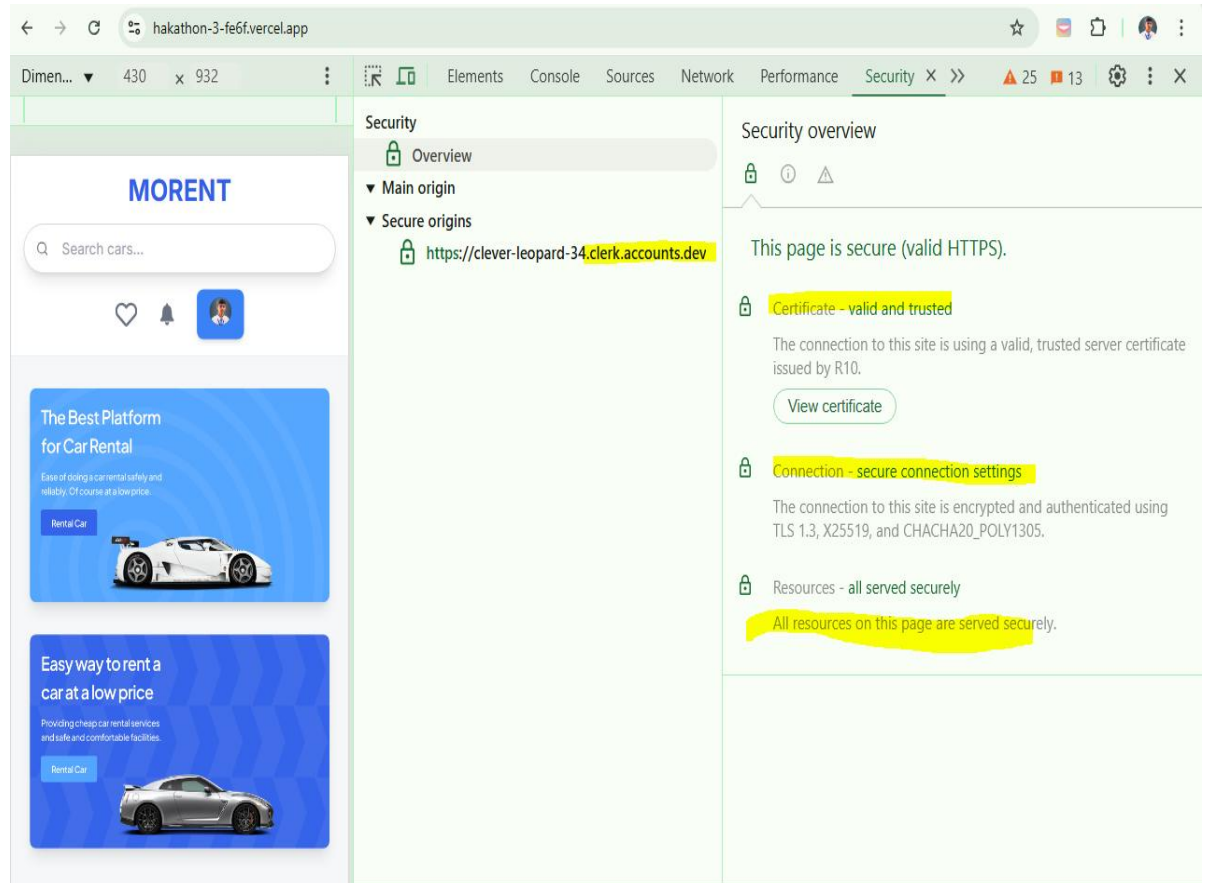 hakathon-3-fe6f.vercel.app
Dimen... 430 x 932
Elements Console Sources Network Performance Security 25 13
MORENT
Search cars...
The Best Platform
for Car Rental
Ease of doing a car rental safely and
reliably. Of course at a low price.
Rental Car
Easy way to rent a
car at a low price
Providing cheap car rental services
and safe and comfortable facilities.
Rental Car
Security
Overview
Main origin
Secure origins
https://clever-leopard-34.clerk.accounts.dev
Security overview
This page is secure (valid HTTPS).
Certificate - valid and trusted
The connection to this site is using a valid, trusted server certificate
issued by R10.
View certificate
Connection - secure connection settings
The connection to this site is encrypted and authenticated using
TLS 1.3, X25519, and CHACHA20_POLY1305.
Resources - all served securely
All resources on this page are served securely.